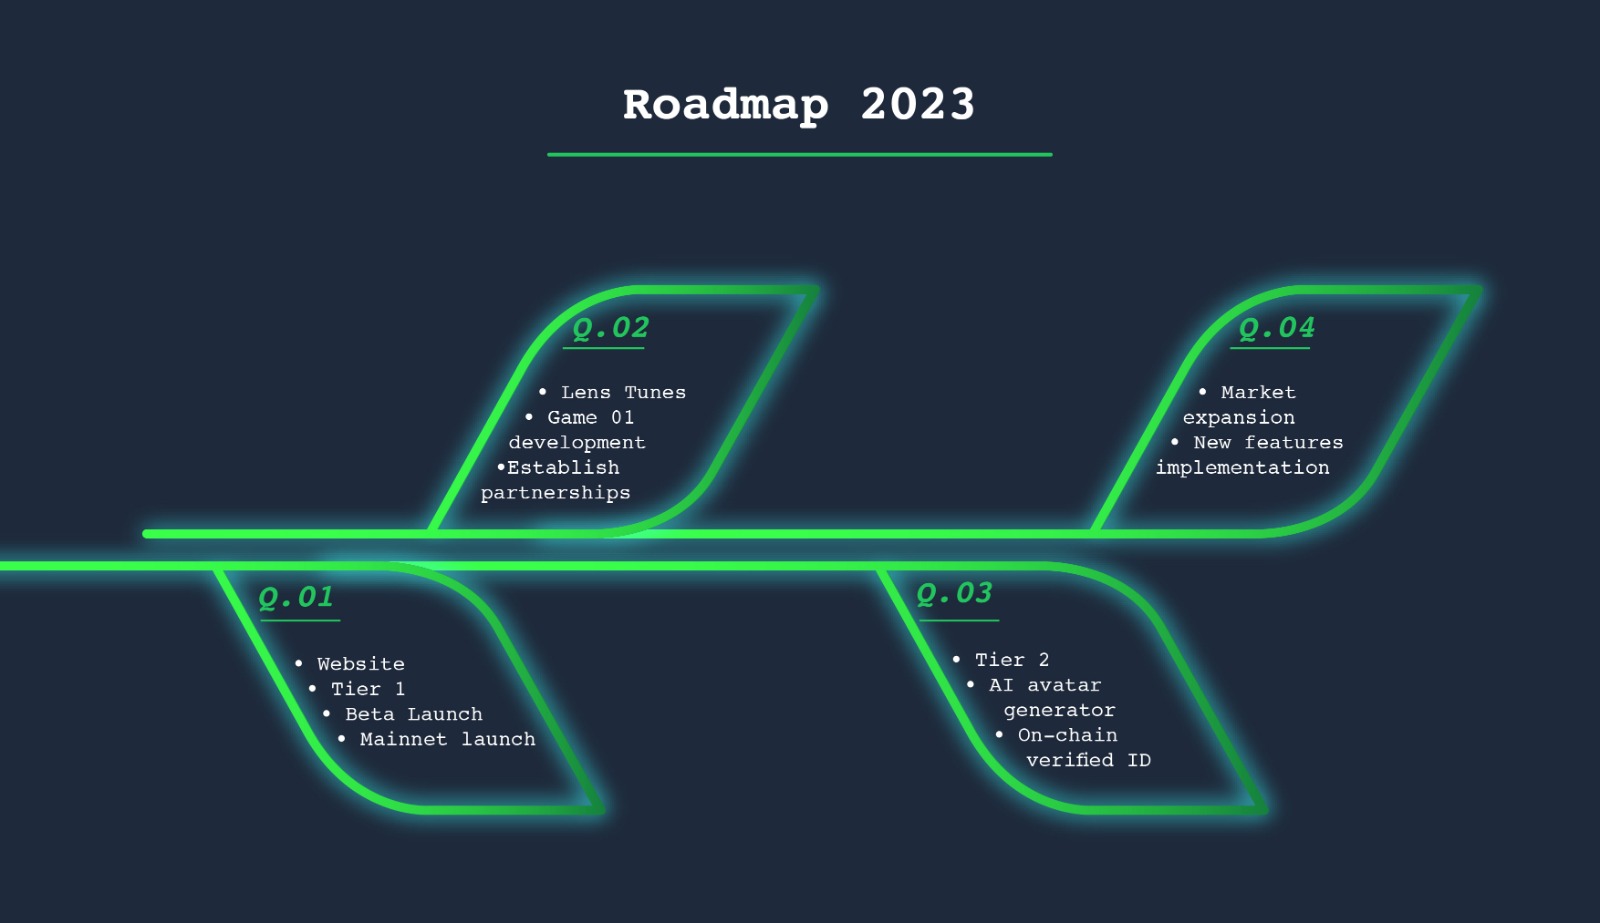 Roadmap 2023
Q.01
• Website
• Tier 1
• Beta Launch
• Mainnet launch
Q.02
• Lens Tunes
• Game 01
development
•Establish
partnerships
Q.03
• Tier 2
• AI avatar
generator
• On-chain
verified ID
Q.04
• Market
expansion
• New features
implementation